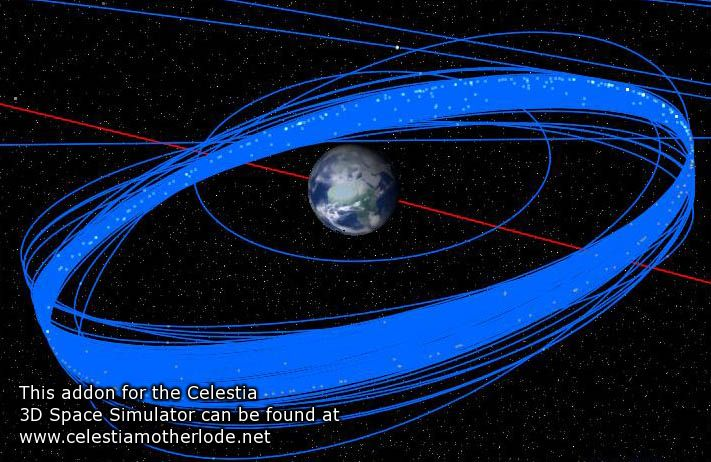 This addon for the Celestia
3D Space Simulator can be found at
www.celestiamotherlode.net